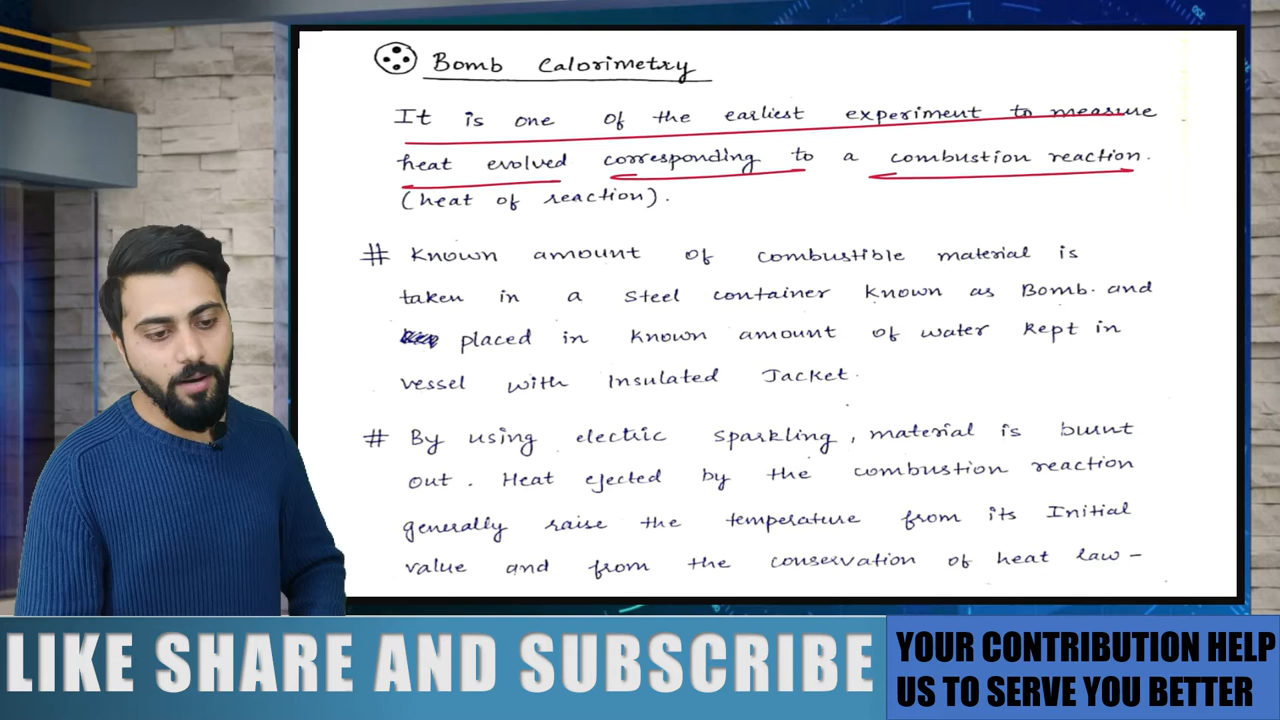 Bomb Calorimetry
It is one of the earliest experiment to measure
heat evolved corresponding to a combustion reaction.
(heat of reaction).
# Known amount of combustible material is
taken in a steel container known as Bomb. and
placed in known amount of water kept in
vessel with Insulated Jacket.
# By using electric sparkling, material is burnt
out. Heat ejected by the combustion reaction
generally raise the temperature from its Initial
value and from the conservation of heat law-
LIKE SHARE AND SUBSCRIBE
YOUR CONTRIBUTION HELP
US TO SERVE YOU BETTER